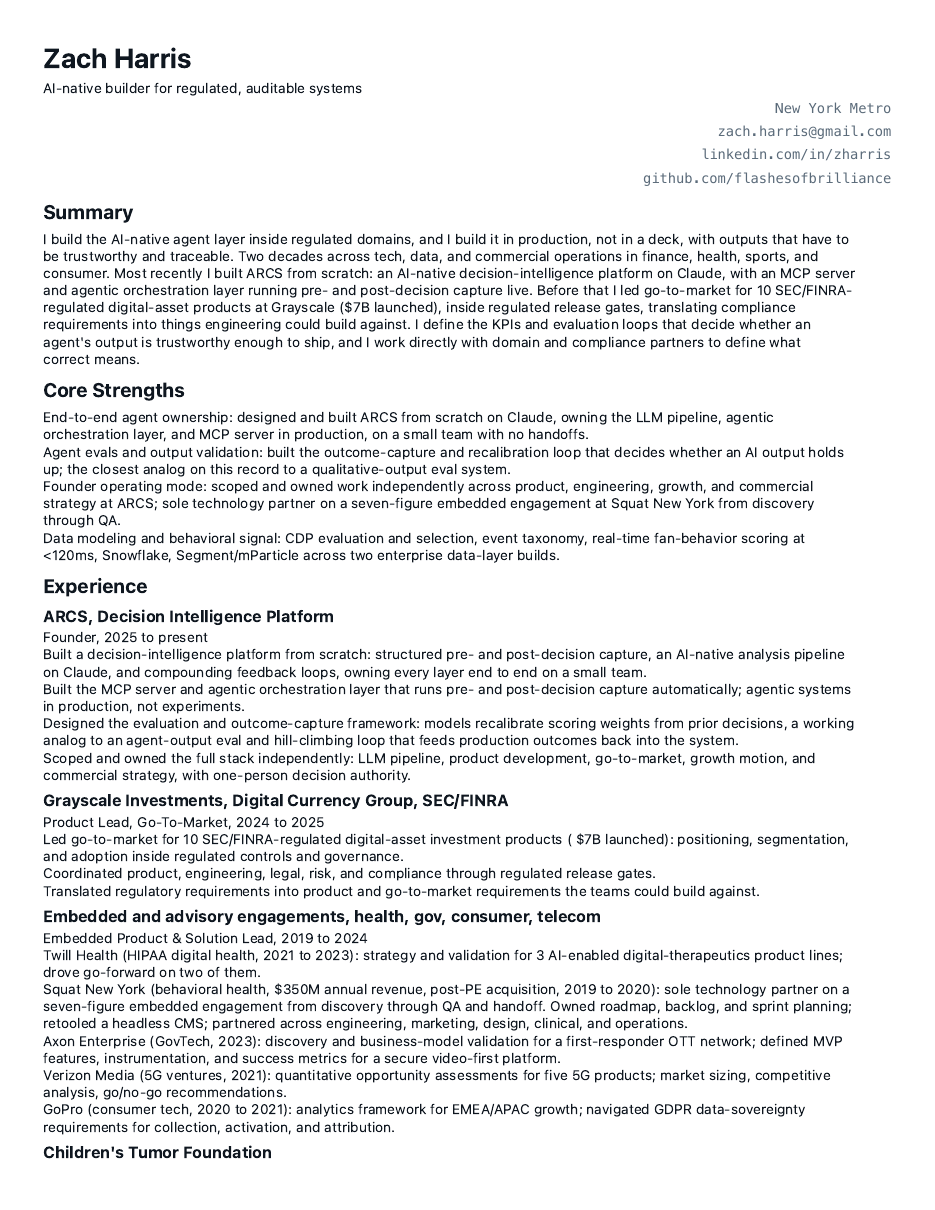 Zach Harris
AI-native builder for regulated, auditable systems
New York Metro
zach.harris@gmail.com
linkedin.com/in/zharris
github.com/flashesofbrilliance
Summary
I build the AI-native agent layer inside regulated domains, and I build it in production, not in a deck, with outputs that have to
be trustworthy and traceable. Two decades across tech, data, and commercial operations in finance, health, sports, and
consumer. Most recently I built ARCS from scratch: an AI-native decision-intelligence platform on Claude, with an MCP server
and agentic orchestration layer running pre- and post-decision capture live. Before that I led go-to-market for 10 SEC/FINRA-
regulated digital-asset products at Grayscale ($7B launched), inside regulated release gates, translating compliance
requirements into things engineering could build against. I define the KPIs and evaluation loops that decide whether an
agent's output is trustworthy enough to ship, and I work directly with domain and compliance partners to define what
correct means.
Core Strengths
End-to-end agent ownership: designed and built ARCS from scratch on Claude, owning the LLM pipeline, agentic
orchestration layer, and MCP server in production, on a small team with no handoffs.
Agent evals and output validation: built the outcome-capture and recalibration loop that decides whether an AI output holds
up; the closest analog on this record to a qualitative-output eval system.
Founder operating mode: scoped and owned work independently across product, engineering, growth, and commercial
strategy at ARCS; sole technology partner on a seven-figure embedded engagement at Squat New York from discovery
through QA.
Data modeling and behavioral signal: CDP evaluation and selection, event taxonomy, real-time fan-behavior scoring at
<120ms, Snowflake, Segment/mParticle across two enterprise data-layer builds.
Experience
ARCS, Decision Intelligence Platform
Founder, 2025 to present
Built a decision-intelligence platform from scratch: structured pre- and post-decision capture, an AI-native analysis pipeline
on Claude, and compounding feedback loops, owning every layer end to end on a small team.
Built the MCP server and agentic orchestration layer that runs pre- and post-decision capture automatically; agentic systems
in production, not experiments.
Designed the evaluation and outcome-capture framework: models recalibrate scoring weights from prior decisions, a working
analog to an agent-output eval and hill-climbing loop that feeds production outcomes back into the system.
Scoped and owned the full stack independently: LLM pipeline, product development, go-to-market, growth motion, and
commercial strategy, with one-person decision authority.
Grayscale Investments, Digital Currency Group, SEC/FINRA
Product Lead, Go-To-Market, 2024 to 2025
Led go-to-market for 10 SEC/FINRA-regulated digital-asset investment products ( $7B launched): positioning, segmentation,
and adoption inside regulated controls and governance.
Coordinated product, engineering, legal, risk, and compliance through regulated release gates.
Translated regulatory requirements into product and go-to-market requirements the teams could build against.
Embedded and advisory engagements, health, gov, consumer, telecom
Embedded Product & Solution Lead, 2019 to 2024
Twill Health (HIPAA digital health, 2021 to 2023): strategy and validation for 3 AI-enabled digital-therapeutics product lines;
drove go-forward on two of them.
Squat New York (behavioral health, $350M annual revenue, post-PE acquisition, 2019 to 2020): sole technology partner on a
seven-figure embedded engagement from discovery through QA and handoff. Owned roadmap, backlog, and sprint planning;
retooled a headless CMS; partnered across engineering, marketing, design, clinical, and operations.
Axon Enterprise (GovTech, 2023): discovery and business-model validation for a first-responder OTT network; defined MVP
features, instrumentation, and success metrics for a secure video-first platform.
Verizon Media (5G ventures, 2021): quantitative opportunity assessments for five 5G products; market sizing, competitive
analysis, go/no-go recommendations.
GoPro (consumer tech, 2020 to 2021): analytics framework for EMEA/APAC growth; navigated GDPR data-sovereignty
requirements for collection, activation, and attribution.
Children's Tumor Foundation